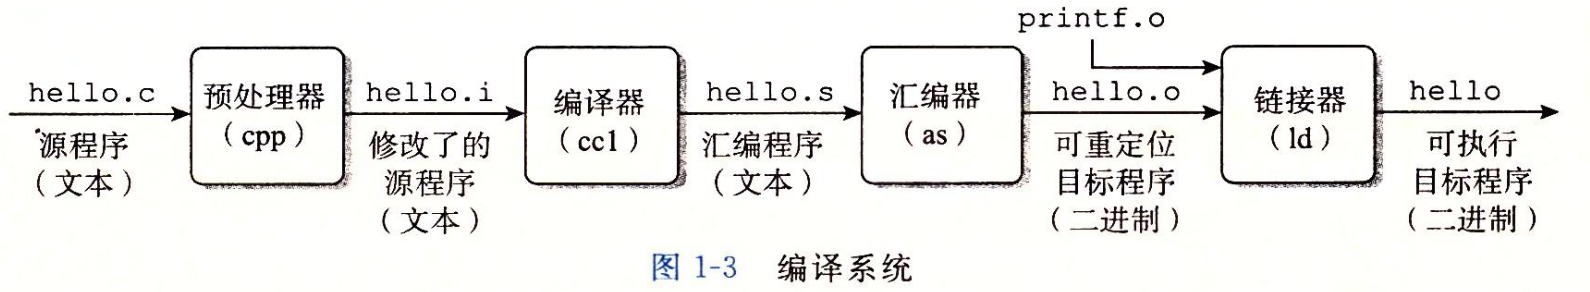 printf.o
hello.c
预处理器
(cpp)
hello.i
编译器
(cc1)
hello.s
汇编器
(as)
hello.o
链接器
(ld)
hello
源程序
(文本)
修改了的
源程序
(文本)
汇编程序
(文本)
可重定位
目标程序
(二进制)
可执行
目标程序
(二进制)
图 1-3 编译系统